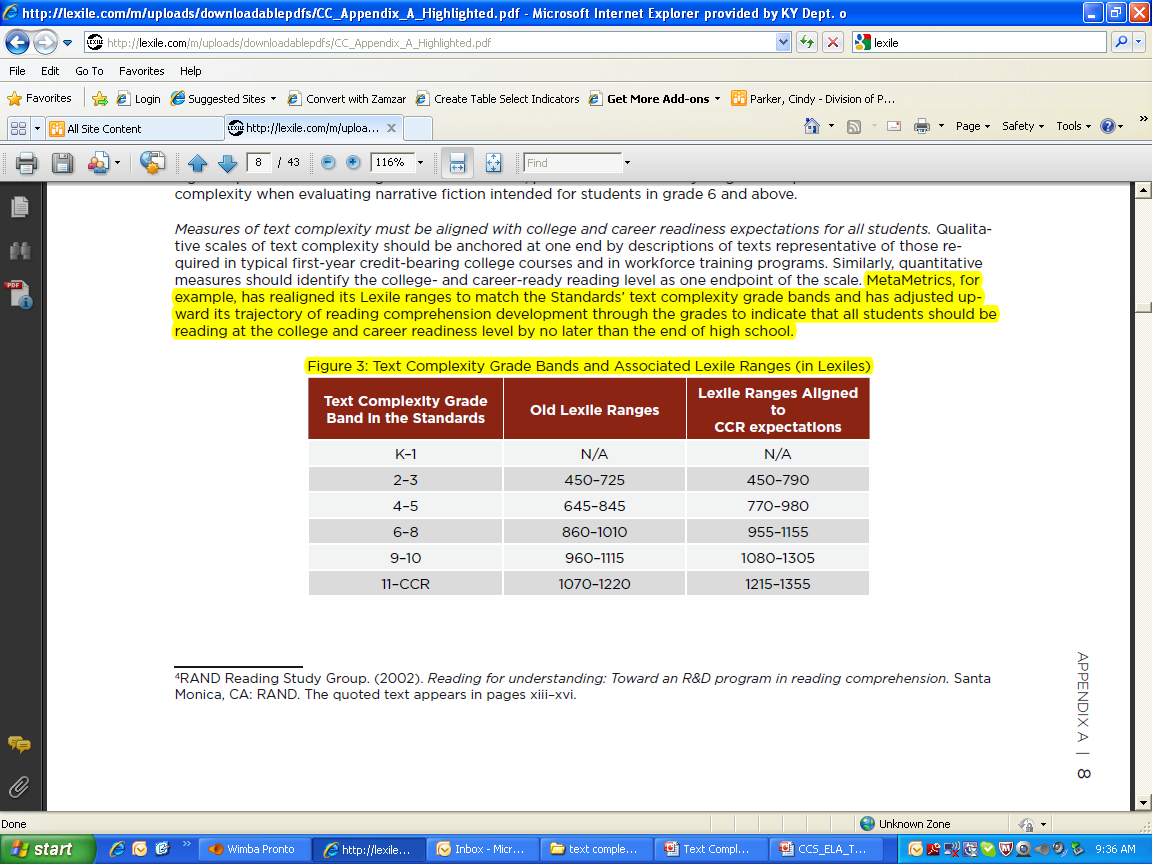 http://lexile.com/m/uploads/downloadablepdfs/CC_Appendix_A_Highlighted.pdf - Microsoft Internet Explorer provided by KY Dept. o
http://lexile.com/m/uploads/downloadablepdfs/CC_Appendix_A_Highlighted.pdf lexile
File Edit Go To Favorites Help
Favorites Login Suggested Sites Convert with Zamzar Create Table Select Indicators Get More Add-ons Parker, Cindy - Division of P...
All Site Content http://lexile.com/m/uploa... Page Safety Tools
8 / 43 116% Find
complexity when evaluating narrative fiction intended for students in grade 6 and above.
Measures of text complexity must be aligned with college and career readiness expectations for all students. Qualita-
tive scales of text complexity should be anchored at one end by descriptions of texts representative of those re-
quired in typical first-year credit-bearing college courses and in workforce training programs. Similarly, quantitative
measures should identify the college- and career-ready reading level as one endpoint of the scale. MetaMetrics, for
example, has realigned its Lexile ranges to match the Standards' text complexity grade bands and has adjusted up-
ward its trajectory of reading comprehension development through the grades to indicate that all students should be
reading at the college and career readiness level by no later than the end of high school.
Figure 3: Text Complexity Grade Bands and Associated Lexile Ranges (in Lexiles)
Text Complexity Grade
Band in the Standards
Old Lexile Ranges
Lexile Ranges Aligned
to
CCR expectations
K–1 N/A N/A
2–3 450–725 450–790
4–5 645–845 770–980
6–8 860–1010 955–1155
9–10 960–1115 1080–1305
11–CCR 1070–1220 1215–1355
4RAND Reading Study Group. (2002). Reading for understanding: Toward an R&D program in reading comprehension. Santa
Monica, CA: RAND. The quoted text appears in pages xiii–xvi.
APPENDIX A | 8
Done Unknown Zone
start Wimba Pronto http://lexile... Inbox - Micr... text comple... Text Compl... CCS_ELA_T... 9:36 AM